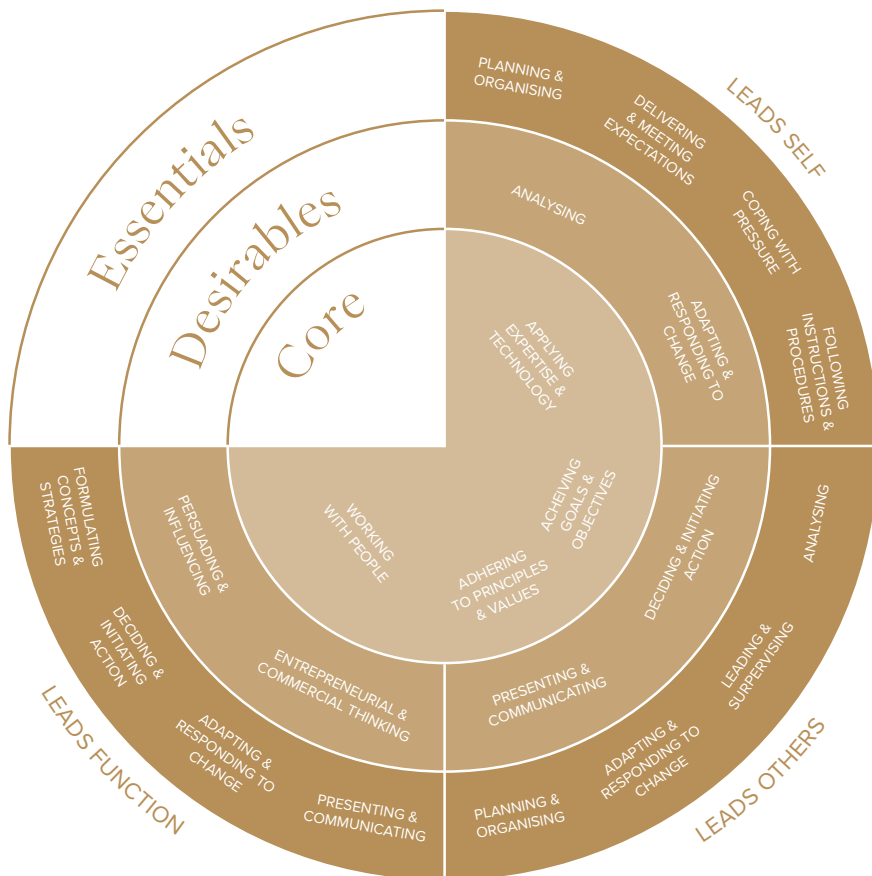 Essentials
Desirables
Core
LEADS SELF
PLANNING &
ORGANISING
DELIVERING
& MEETING
EXPECTATIONS
COPING WITH
PRESSURE
FOLLOWING
INSTRUCTIONS &
PROCEDURES
ANALYSING
ADAPTING &
RESPONDING TO
CHANGE
APPLYING
EXPERTISE &
TECHNOLOGY
ACHEIVING
GOALS &
OBJECTIVES
ADHERING
TO PRINCIPLES
& VALUES
WORKING
WITH PEOPLE
LEADS OTHERS
ANALYSING
LEADING &
SURPERVISING
ADAPTING &
RESPONDING TO
CHANGE
PLANNING &
ORGANISING
DECIDING & INITIATING
ACTION
PRESENTING &
COMMUNICATING
LEADS FUNCTION
FORMULATING
CONCEPTS &
STRATEGIES
DECIDING &
INITIATING
ACTION
ADAPTING &
RESPONDING TO
CHANGE
PRESENTING &
COMMUNICATING
PERSUADING &
INFLUENCING
ENTREPRENEURIAL &
COMMERCIAL THINKING